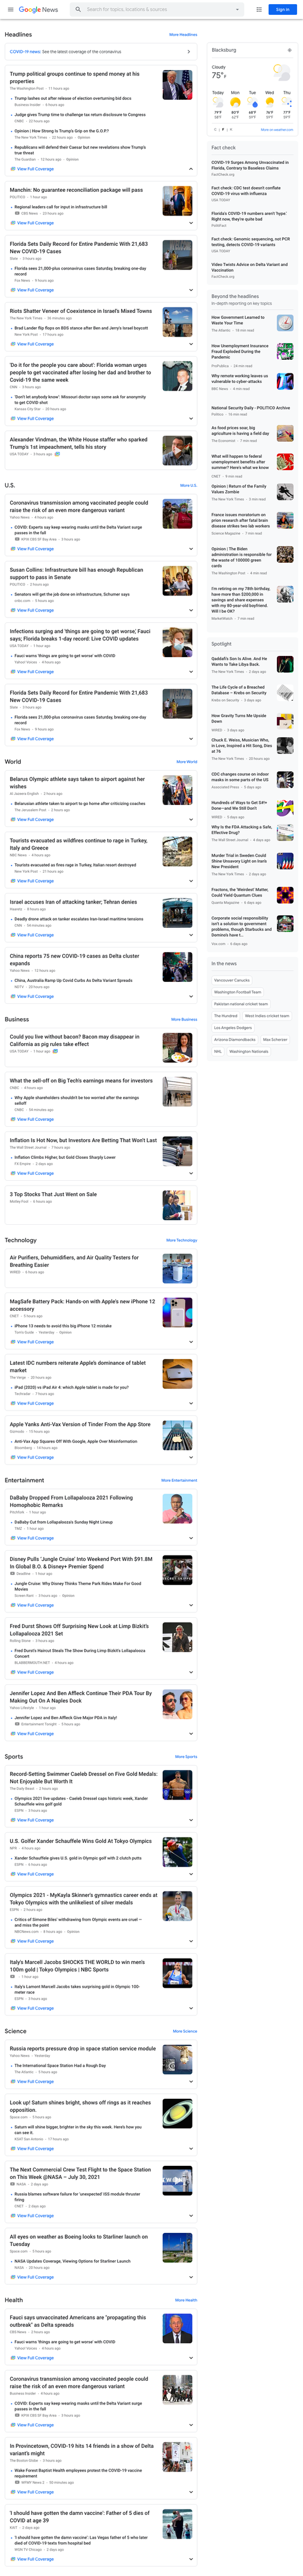 Google News
Search for topics, locations & sources
Sign in
Headlines
More Headlines
COVID-19 news: See the latest coverage of the coronavirus
Trump political groups continue to spend money at his
properties
The Washington Post · 11 hours ago
Trump lashes out after release of election overturning bid docs
Business Insider · 4 hours ago
Judge gives Trump time to challenge tax return disclosure to Congress
CNBC · 22 hours ago
Opinion | How Strong Is Trump's Grip on the G.O.P.?
The New York Times · 22 hours ago · Opinion
Republicans will defend their Caesar but new revelations show Trump's
true threat
The Guardian · 12 hours ago · Opinion
View Full Coverage
Manchin: No guarantee reconciliation package will pass
POLITICO · 1 hour ago
Regional leaders call for input in infrastructure bill
CBS News · 22 hours ago
View Full Coverage
Florida Sets Daily Record for Entire Pandemic With 21,683
New COVID-19 Cases
Slate · 3 hours ago
Florida sees 21,000-plus coronavirus cases Saturday, breaking one-day
record
Fox News · 9 hours ago
View Full Coverage
Riots Shatter Veneer of Coexistence in Israel's Mixed Towns
The New York Times · 58 minutes ago
Brad Lander flip flops on BDS stance after Ben and Jerry's Israel boycott
New York Post · 17 hours ago
View Full Coverage
'Do it for the people you care about': Florida woman urges
people to get vaccinated after losing her dad and brother to
Covid-19 the same week
CNN · 4 hours ago
'Don't let anybody know': Missouri doctor says some ask for anonymity
to get COVID shot
Kansas City Star · 20 hours ago
View Full Coverage
Alexander Vindman, the White House staffer who sparked
Trump's 1st impeachment, tells his story
USA TODAY · 2 hours ago
U.S.
More U.S.
Coronavirus transmission among vaccinated people could
raise the risk of an even more dangerous variant
Yahoo News · 4 hours ago
COVID: Experts say keep wearing masks until the Delta Variant surge
passes in the fall
KPIX CBS SF Bay Area · 3 hours ago
View Full Coverage
Susan Collins: Infrastructure bill has enough Republican
support to pass in Senate
POLITICO · 2 hours ago
Senators will get the job done on infrastructure, Schumer says
cnbc.com · 5 hours ago
View Full Coverage
Infections surging and 'things are going to get worse,' Fauci
says; Florida breaks 1-day record: Live COVID updates
USA TODAY · 1 hour ago
Fauci warns 'things are going to get worse' with COVID
Yahoo! Voices · 8 hours ago
View Full Coverage
Florida Sets Daily Record for Entire Pandemic With 21,683
New COVID-19 Cases
Slate · 3 hours ago
Florida sees 21,000-plus coronavirus cases Saturday, breaking one-day
record
Fox News · 9 hours ago
View Full Coverage
World
More World
Belarus Olympic athlete says taken to airport against her
wishes
Al Jazeera English · 2 hours ago
Belarusian athlete taken to airport to go home after criticizing coaches
The Jerusalem Post · 2 hours ago
View Full Coverage
Tourists evacuated as wildfires continue to rage in Turkey,
Italy and Greece
BBC News · 4 hours ago
Tourists evacuated as fires rage in Turkey, Italian resort destroyed
New York Post · 21 hours ago
View Full Coverage
Israel accuses Iran of attacking tanker, Tehran denies
Deadly drone attack on tanker escalates Iran-Israel maritime tensions
View Full Coverage
China reports 75 new COVID-19 cases as Delta cluster
expands
Yahoo News · 13 hours ago
China, Australia Ramp Up Covid Curbs As Delta Variant Spreads
NDTV · 20 hours ago
View Full Coverage
Business
More Business
Could you live without bacon? Bacon may disappear in
California as pig rules take effect
USA TODAY · 1 hour ago
What the sell-off on Big Tech's earnings means for investors
Why Apple shareholders shouldn't be too worried after the earnings
selloff
View Full Coverage
Inflation Is Hot Now, but Investors Are Betting That Won't Last
The Wall Street Journal · 7 hours ago
Inflation Climbs Higher, but Gold Closes Sharply Lower
FX Empire · 2 days ago
View Full Coverage
3 Top Stocks That Just Went on Sale
Motley Fool · 6 hours ago
Technology
More Technology
Air Purifiers, Dehumidifiers, and Air Quality Testers for
Breathing Easier
WIRED · 5 hours ago
MagSafe Battery Pack: Hands-on with Apple's new iPhone 12
accessory
CNET · 9 hours ago
iPhone 13 needs to avoid this big iPhone 12 mistake
Tom's Guide · Yesterday · Opinion
View Full Coverage
Latest IDC numbers reiterate Apple's dominance of tablet
market
The Verge · 20 hours ago
iPad (2020) vs iPad Air 4: which Apple tablet is made for you?
Techradar · 7 hours ago
View Full Coverage
Apple Yanks Anti-Vax Version of Tinder From the App Store
Gizmodo · 15 hours ago
Anti-Vax App Squares Off With Google, Apple Over Misinformation
Bloomberg · 14 hours ago
View Full Coverage
Entertainment
More Entertainment
DaBaby Dropped From Lollapalooza 2021 Following
Homophobic Remarks
Pitchfork · 1 hour ago
DaBaby Cut from Lollapalooza's Sunday Night Lineup
TMZ · 1 hour ago
View Full Coverage
Disney Pulls 'Jungle Cruise' Into Weekend Port With $91.8M
In Global B.O. & Disney+ Premier Spend
Deadline · 1 hour ago
Jungle Cruise: Why Disney Thinks Theme Park Rides Make For Good
Movies
Screen Rant · 5 hours ago · Opinion
View Full Coverage
Fred Durst Shows Off Surprising New Look at Limp Bizkit's
Lollapalooza 2021 Set
Rolling Stone · 5 hours ago
Fred Durst's Haircut Steals The Show During Limp Bizkit's Lollapalooza
Concert
BLABBERMOUTH.NET · 6 hours ago
View Full Coverage
Jennifer Lopez And Ben Affleck Continue Their PDA Tour By
Making Out On A Naples Dock
Yahoo Lifestyle · 1 hour ago
Jennifer Lopez and Ben Affleck Give Major PDA in Italy!
Entertainment Tonight · 5 hours ago
View Full Coverage
Sports
More Sports
Record-Setting Swimmer Caeleb Dressel on Five Gold Medals:
Not Enjoyable But Worth It
The Daily Beast · 2 hours ago
Olympics 2021 live updates - Caeleb Dressel caps historic week, Xander
Schauffele wins golf gold
ESPN · 3 hours ago
View Full Coverage
U.S. Golfer Xander Schauffele Wins Gold At Tokyo Olympics
NPR · 4 hours ago
Xander Schauffele gives U.S. gold in Olympic golf with 2 clutch putts
ESPN · 6 hours ago
View Full Coverage
Olympics 2021 - MyKayla Skinner's gymnastics career ends at
Tokyo Olympics with the unlikeliest of silver medals
ESPN · 2 hours ago
Critics of Simone Biles' withdrawing from Olympic events are cruel —
and miss the point
NBCNews.com · 8 hours ago · Opinion
View Full Coverage
Italy's Marcell Jacobs SHOCKS THE WORLD to win men's
100m gold | Tokyo Olympics | NBC Sports
1 hour ago
Italy's Lamont Marcell Jacobs takes surprising gold in Olympic 100-
meter race
ESPN · 3 hours ago
View Full Coverage
Science
More Science
Russia reports pressure drop in space station service module
Yahoo News · Yesterday
The International Space Station Had a Rough Day
The Atlantic · 5 hours ago
View Full Coverage
Look up! Saturn shines bright, shows off rings as it reaches
opposition.
Space.com · 5 hours ago
Saturn will shine bigger, brighter in the sky this week. Here's how you
can see it.
KSAT San Antonio · 17 hours ago
View Full Coverage
The Next Commercial Crew Test Flight to the Space Station
on This Week @NASA – July 30, 2021
NASA · 2 days ago
Russia blames software failure for 'unexpected' ISS module thruster
firing
CNET · 2 days ago
View Full Coverage
All eyes on weather as Boeing looks to Starliner launch on
Tuesday
Space.com · 5 hours ago
NASA Updates Coverage, Viewing Options for Starliner Launch
NASA · 20 hours ago
View Full Coverage
Health
More Health
Fauci says unvaccinated Americans are "propagating this
outbreak" as Delta spreads
CBS News · 2 hours ago
Fauci warns 'things are going to get worse' with COVID
Yahoo! Voices · 8 hours ago
View Full Coverage
Coronavirus transmission among vaccinated people could
raise the risk of an even more dangerous variant
Business Insider · 4 hours ago
COVID: Experts say keep wearing masks until the Delta Variant surge
passes in the fall
KPIX CBS SF Bay Area · 3 hours ago
View Full Coverage
In Provincetown, COVID-19 hits 14 friends in a show of Delta
variant's might
The Boston Globe · 5 hours ago
Wake Forest Baptist Health employees protest the COVID-19 vaccine
requirement
View Full Coverage
'I should have gotten the damn vaccine': Father of 5 dies of
COVID at age 39
KIAT · 2 days ago
'I should have gotten the damn vaccine': Las Vegas father of 5 who later
died of COVID-19 texts from hospital bed
WISN TV Chicago · 2 days ago
View Full Coverage
Blacksburg
Cloudy
75°F
Today Mon Tue Wed Thu
More on weather.com
Fact check
COVID-19 Surges Among Unvaccinated in
Florida, Contrary to Baseless Claims
FactCheck.org
Fact check: CDC test doesn't conflate
COVID-19 with influenza
USA TODAY
Florida's COVID-19 numbers aren't 'hype.'
Right now, they're quite bad
PolitiFact
Fact check: Genomic sequencing, not PCR
testing, detects COVID-19 variants
USA TODAY
Video Twists Advice on Delta Variant and
Vaccination
FactCheck.org
Beyond the headlines
In-depth reporting on key topics
How Government Learned to
Waste Your Time
The Atlantic · 16 min read
How Unemployment Insurance
Fraud Exploded During the
Pandemic
ProPublica · 24 min read
Why remote working leaves us
vulnerable to cyber-attacks
BBC News · 4 min read
National Security Daily - POLITICO Archive
Politico · 14 min read
As food prices soar, big
agriculture is having a field day
The Economist · 7 min read
What will happen to federal
unemployment benefits after
summer? Here's what we know
CNET · 5 min read
Opinion | Return of the Family
Values Zombie
The New York Times · 5 min read
France issues moratorium on
prion research after fatal brain
disease strikes two lab workers
Science Magazine · 7 min read
Opinion | The Biden
administration is responsible for
the waste of 100000 green
cards
The Washington Post · 4 min read
I'm retiring on my 78th birthday,
have more than $200,000 in
savings and share expenses
with my 80-year-old boyfriend.
Will I be OK?
MarketWatch · 7 min read
Spotlight
Qaddafi's Son Is Alive. And He
Wants to Take Libya Back.
The New York Times · 2 days ago
The Life Cycle of a Breached
Database – Krebs on Security
Krebs on Security · 3 days ago
How Gravity Turns Me Upside
Down
WIRED · 3 days ago
Chuck E. Weiss, Musician Who,
in Love, Inspired a Hit Song, Dies
at 76
The New York Times · 20 hours ago
CDC changes course on indoor
masks in some parts of the US
Associated Press · 5 days ago
Hundreds of Ways to Get S#!+
Done—and We Still Don't
WIRED · 3 days ago
Why Is the FDA Attacking a Safe,
Effective Drug?
The Wall Street Journal · 4 days ago
Murder Trial in Sweden Could
Shine Unsavory Light on Iran's
New President
The New York Times · 2 days ago
Fractons, the 'Weirdest' Matter,
Could Yield Quantum Clues
Quanta Magazine · 6 days ago
Corporate social responsibility
isn't a solution to government
problems, though Starbucks and
Domino's have t...
Vox.com · 5 days ago
In the news
Vancouver Canucks
Washington Football Team
Pakistan national cricket team
The Hundred
West Indies cricket team
Los Angeles Dodgers
Arizona Diamondbacks
Max Scherzer
NHL
Washington Nationals